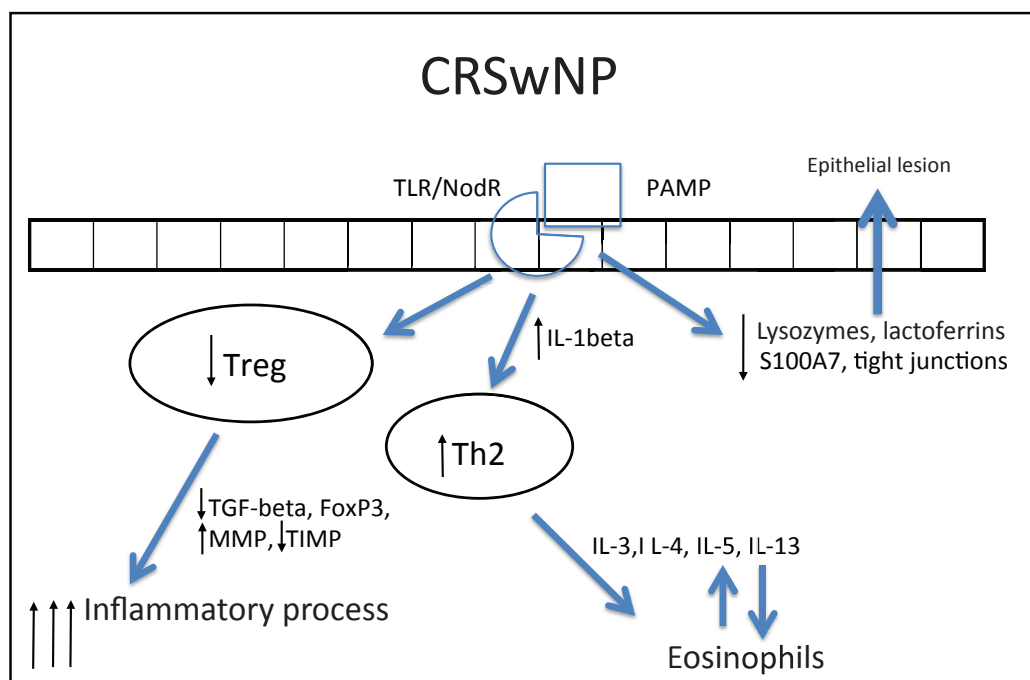 CRSwNP
Epithelial lesion
TLR/NodR
PAMP
IL-1beta
Lysozymes, lactoferrins
S100A7, tight junctions
Treg
Th2
TGF-beta, FoxP3,
MMP, TIMP
IL-3,I L-4, IL-5, IL-13
Inflammatory process
Eosinophils